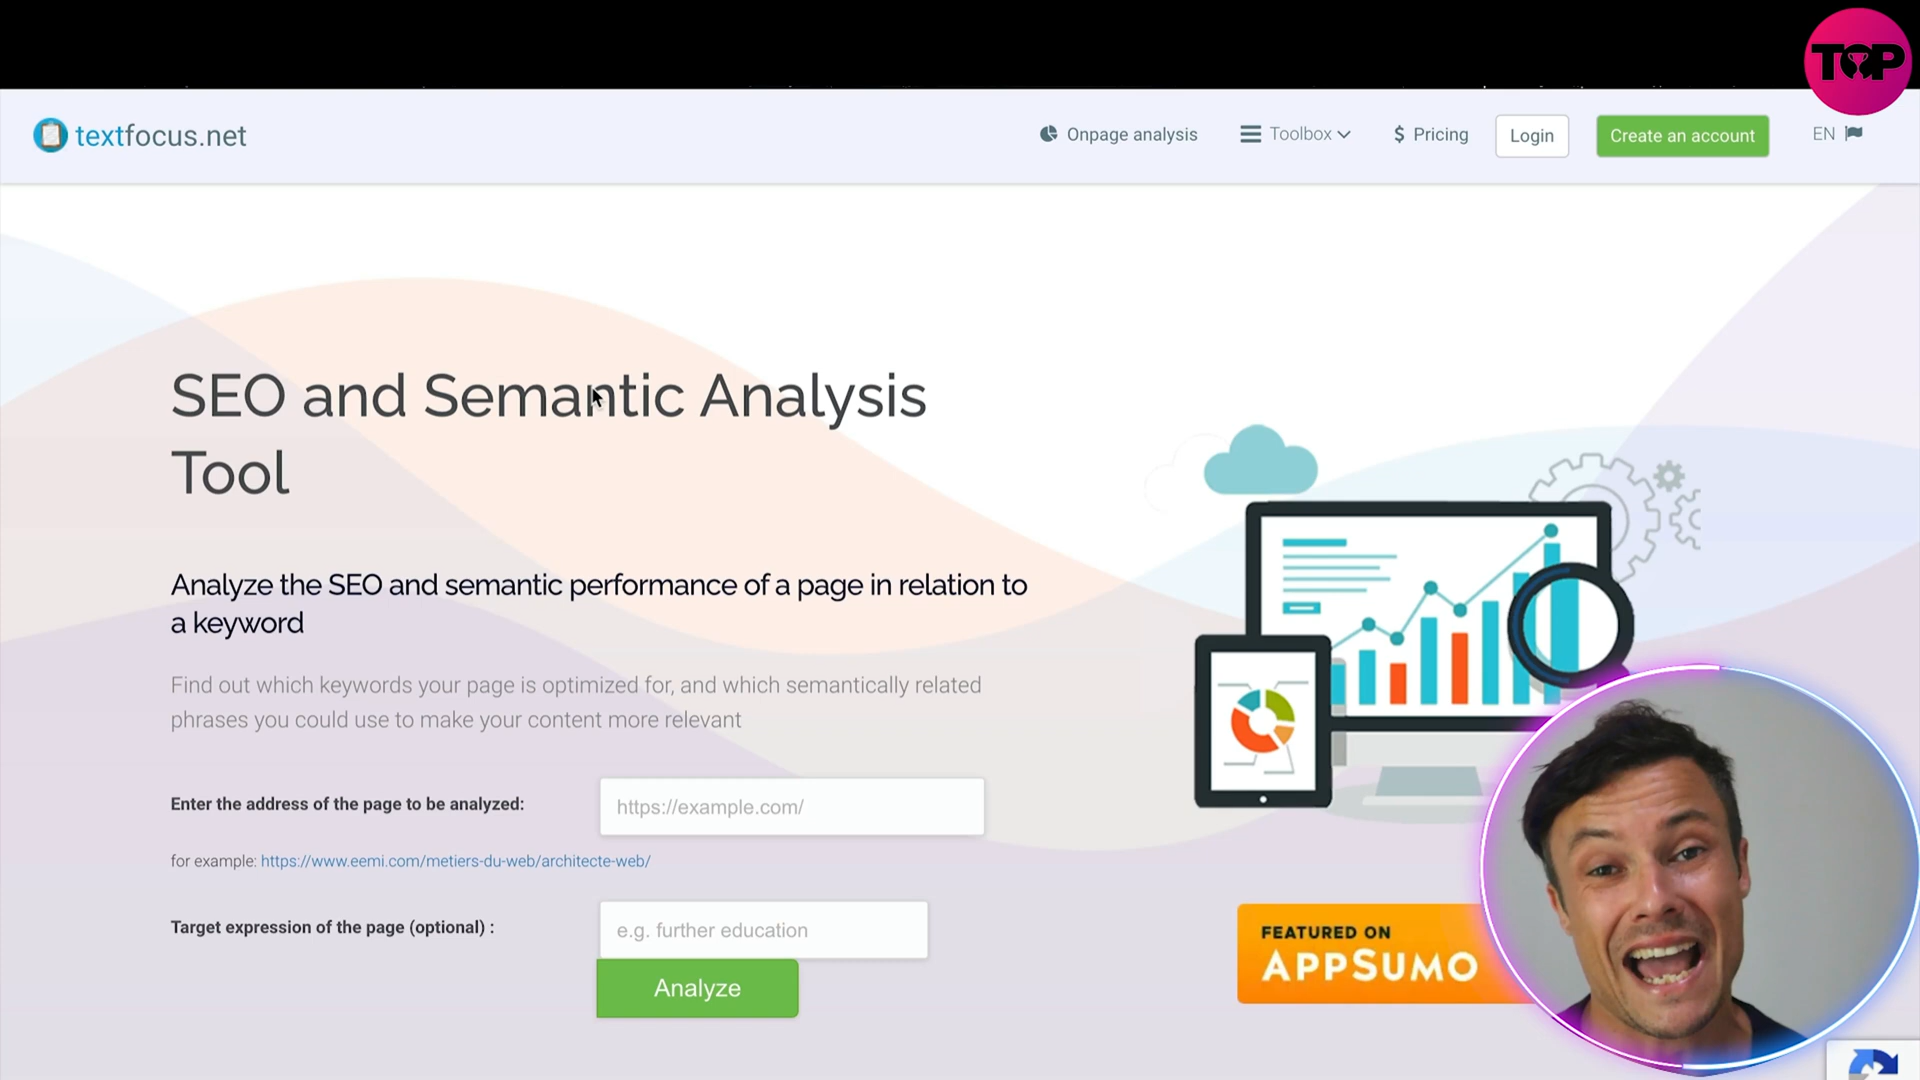 TOP
textfocus.net
Onpage analysis
Toolbox
$ Pricing
Login
Create an account
EN
SEO and Semantic Analysis
Tool
Analyze the SEO and semantic performance of a page in relation to
a keyword
Find out which keywords your page is optimized for, and which semantically related
phrases you could use to make your content more relevant
Enter the address of the page to be analyzed:
https://example.com/
for example: https://www.eemi.com/metiers-du-web/architecte-web/
Target expression of the page (optional) :
e.g. further education
Analyze
FEATURED ON
APPSUMO